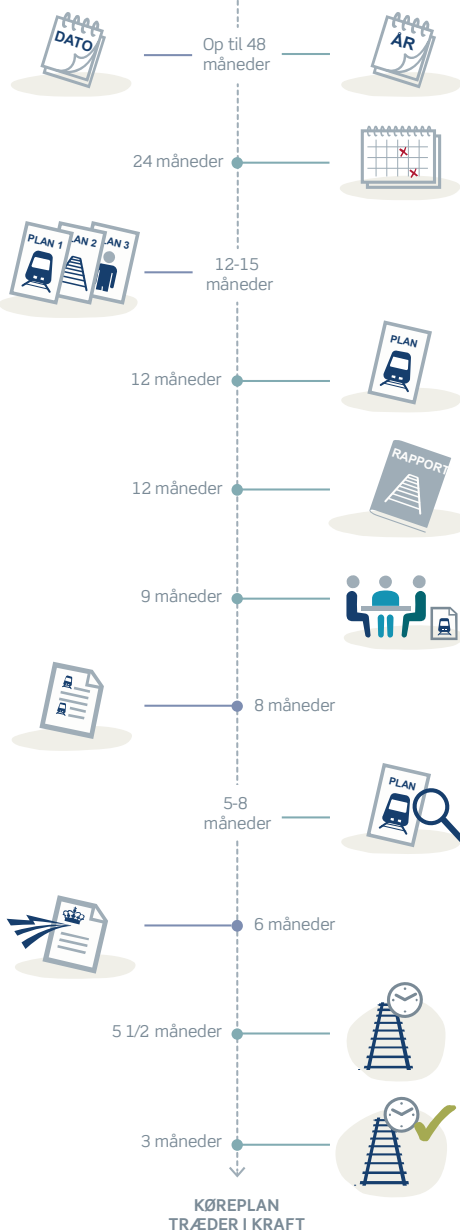 DATO
Op til 48
måneder
ÅR
24 måneder
PLAN 1
LAN 2
LAN 3
12-15
måneder
12 måneder
PLAN
12 måneder
RAPPORT
9 måneder
8 måneder
5-8
måneder
PLAN
6 måneder
5 1/2 måneder
3 måneder
KØREPLAN
TRÆDER I KRAFT